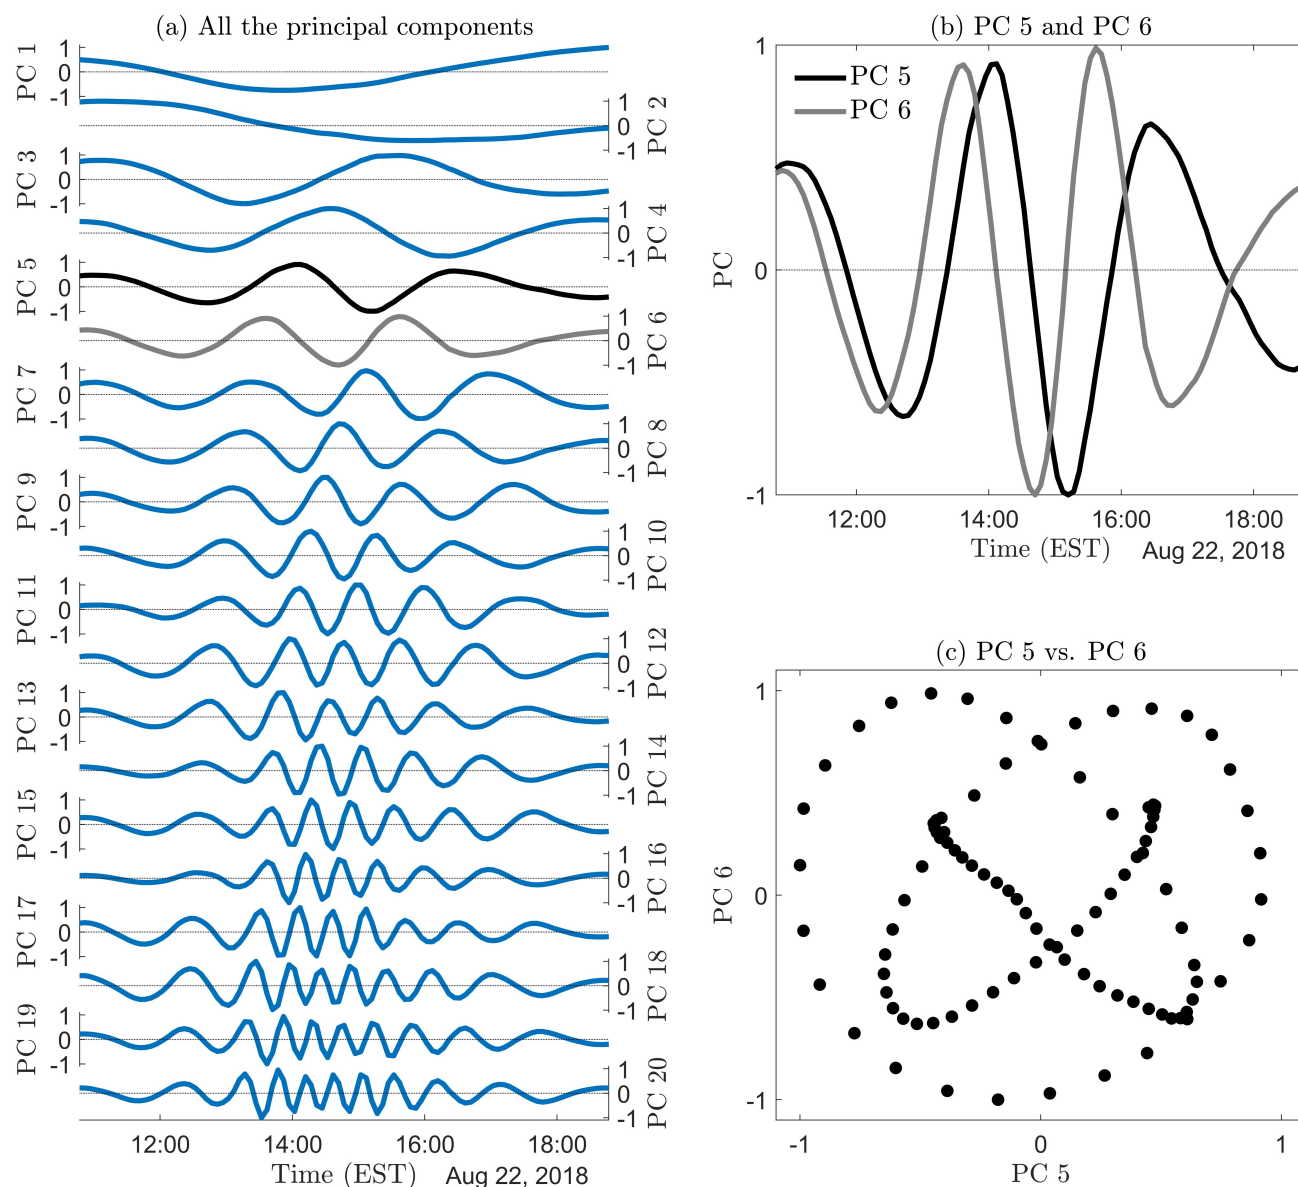 (a) All the principal components
PC 1
1
0
-1
PC 2
1
0
-1
PC 3
1
0
-1
PC 4
1
0
-1
PC 5
1
0
-1
PC 6
1
0
-1
PC 7
1
0
-1
PC 8
1
0
-1
PC 9
1
0
-1
PC 10
1
0
-1
PC 11
1
0
-1
PC 12
1
0
-1
PC 13
1
0
-1
PC 14
1
0
-1
PC 15
1
0
-1
PC 16
1
0
-1
PC 17
1
0
-1
PC 18
1
0
-1
PC 19
1
0
-1
PC 20
1
0
-1
12:00 14:00 16:00 18:00
Time (EST) Aug 22, 2018
(b) PC 5 and PC 6
PC 5
PC 6
PC
1
0
-1
12:00 14:00 16:00 18:00
Time (EST) Aug 22, 2018
(c) PC 5 vs. PC 6
PC 6
1
0
-1
-1 0 1
PC 5